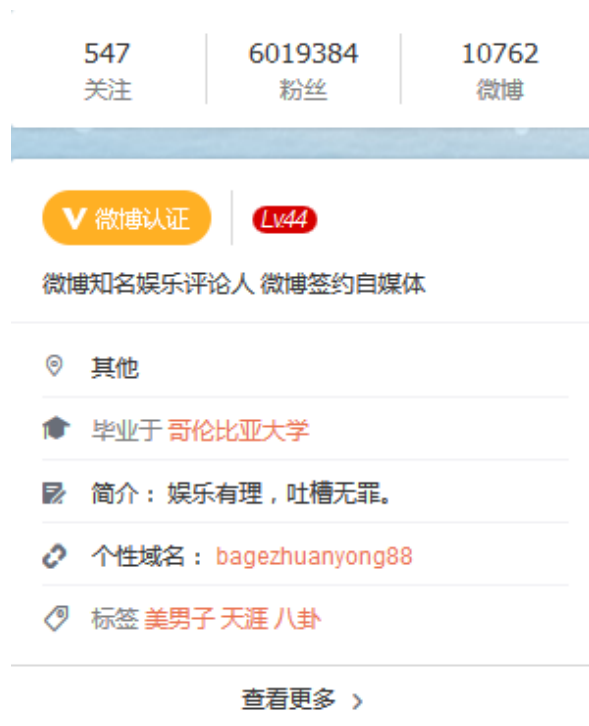 547 6019384 10762
关注 粉丝 微博
V 微博认证 Lv.44
微博知名娱乐评论人 微博签约自媒体
其他
毕业于 哥伦比亚大学
简介： 娱乐有理，吐槽无罪。
个性域名： bagezhuanyong88
标签 美男子 天涯 八卦
查看更多 >